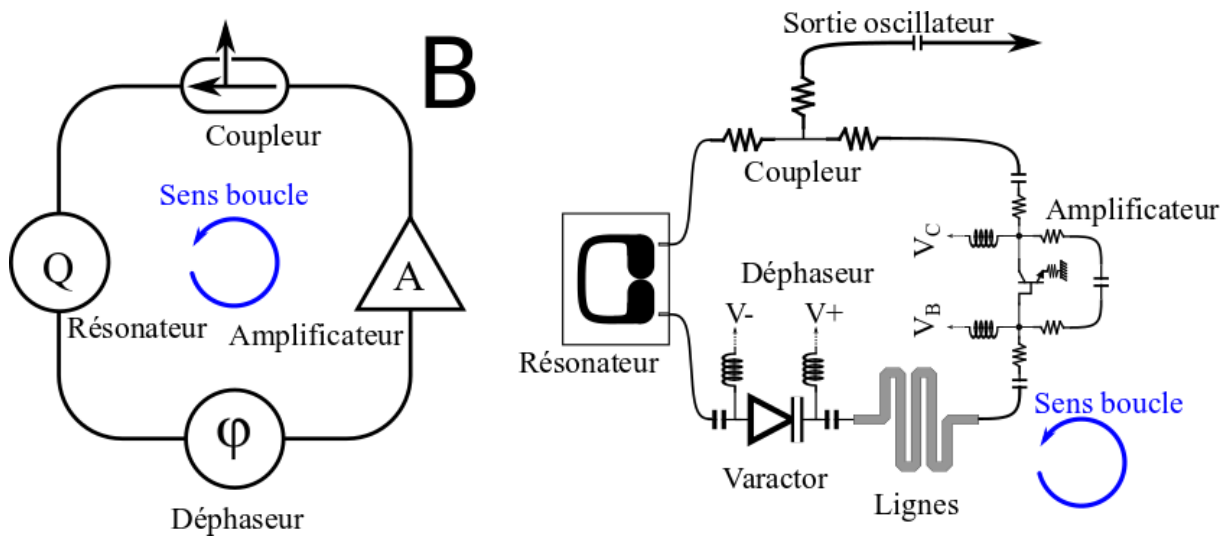 Coupleur
B
Sens boucle
Q
A
Résonateur
Amplificateur
φ
Déphaseur
Sortie oscillateur
Coupleur
Amplificateur
V_C
Déphaseur
V-
V+
V_B
Résonateur
Sens boucle
Varactor
Lignes